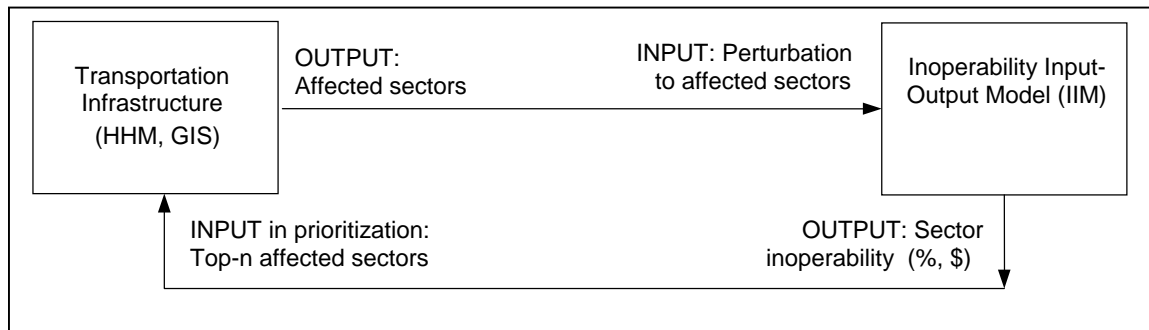 Transportation
Infrastructure
(HHM, GIS)
OUTPUT:
Affected sectors
INPUT: Perturbation
to affected sectors
Inoperability Input-
Output Model (IIM)
INPUT in prioritization:
Top-n affected sectors
OUTPUT: Sector
inoperability (%, $)